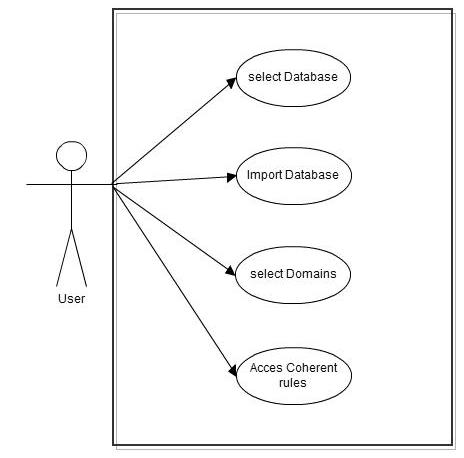 select Database
Import Database
select Domains
User
Acces Coherent
rules